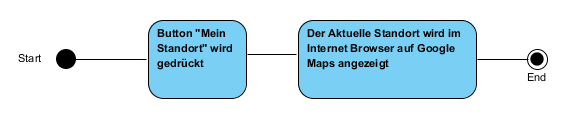 Start
Button "Mein
Standort" wird
gedrückt
Der Aktuelle Standort wird im
Internet Browser auf Google
Maps angezeigt
End